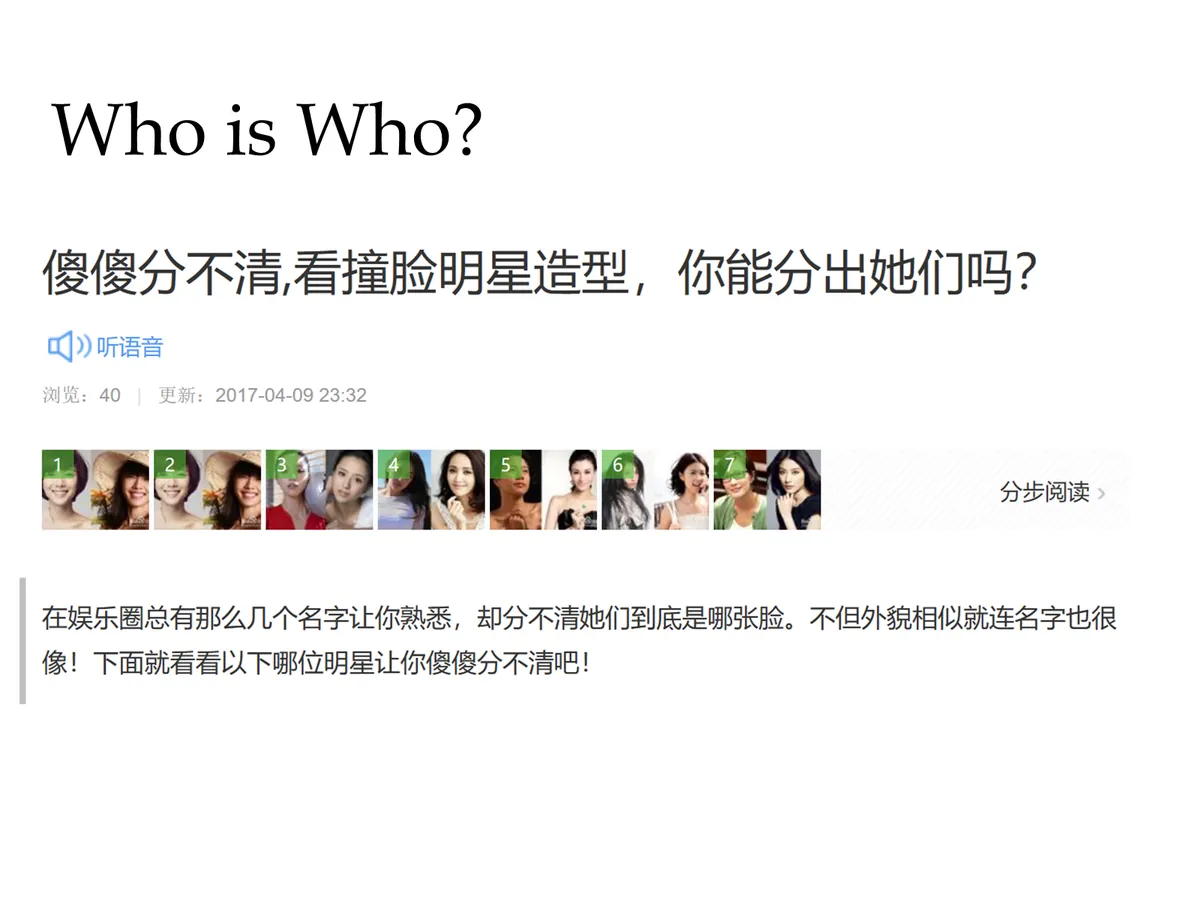 Who is Who?
傻傻分不清,看撞脸明星造型，你能分出她们吗?
听语音
浏览：40 | 更新：2017-04-09 23:32
1 2 3 4 5 6 7
分步阅读 ›
在娱乐圈总有那么几个名字让你熟悉，却分不清她们到底是哪张脸。不但外貌相似就连名字也很
像！下面就看看以下哪位明星让你傻傻分不清吧！